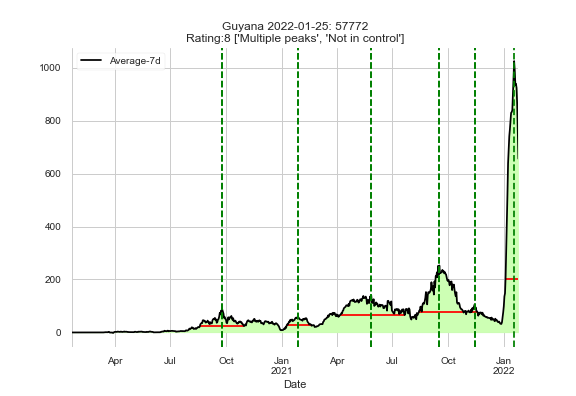 Guyana 2022-01-25: 57772
Rating:8 ['Multiple peaks', 'Not in control']
Average-7d
1000
800
600
400
200
0
Apr Jul Oct Jan Apr Jul Oct Jan
2021 2022
Date